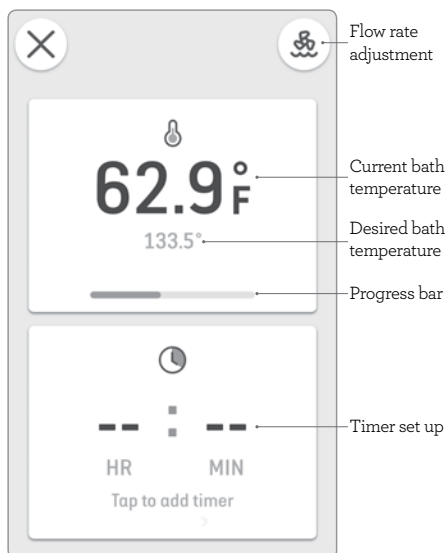 Flow rate
adjustment
62.9°F
Current bath
temperature
133.5°
Desired bath
temperature
Progress bar
-- : --
Timer set up
HR MIN
Tap to add timer